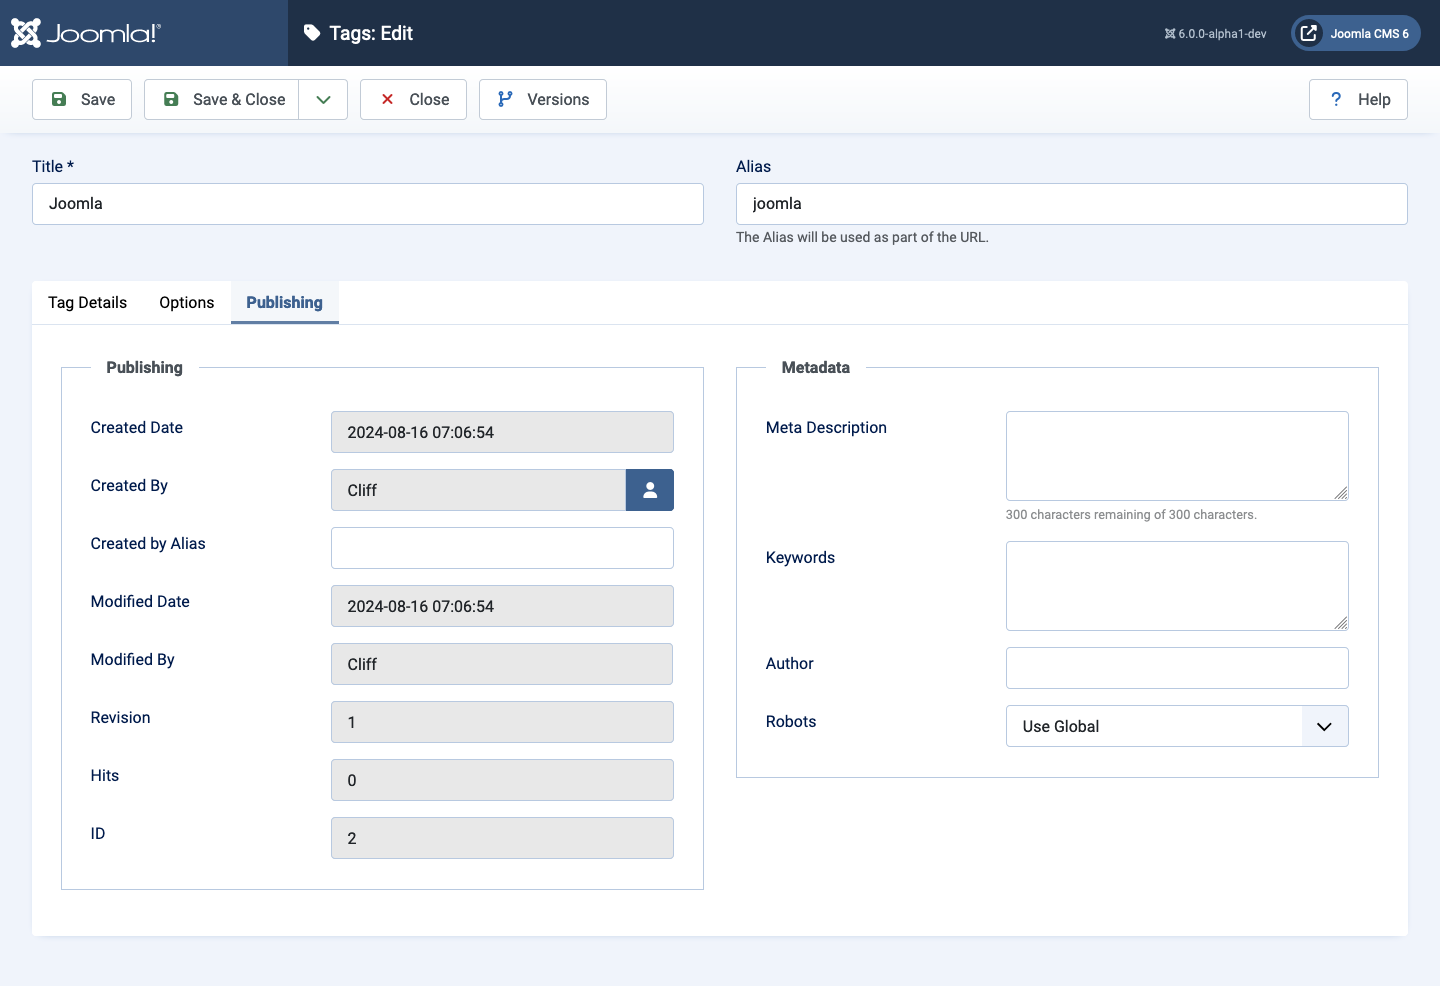 Joomla!®
Tags: Edit
6.0.0-alpha1-dev
Joomla CMS 6
Save
Save & Close
Close
Versions
? Help
Title *
Joomla
Alias
joomla
The Alias will be used as part of the URL.
Tag Details
Options
Publishing
Publishing
Created Date
2024-08-16 07:06:54
Created By
Cliff
Created by Alias
Modified Date
2024-08-16 07:06:54
Modified By
Cliff
Revision
1
Hits
0
ID
2
Metadata
Meta Description
300 characters remaining of 300 characters.
Keywords
Author
Robots
Use Global